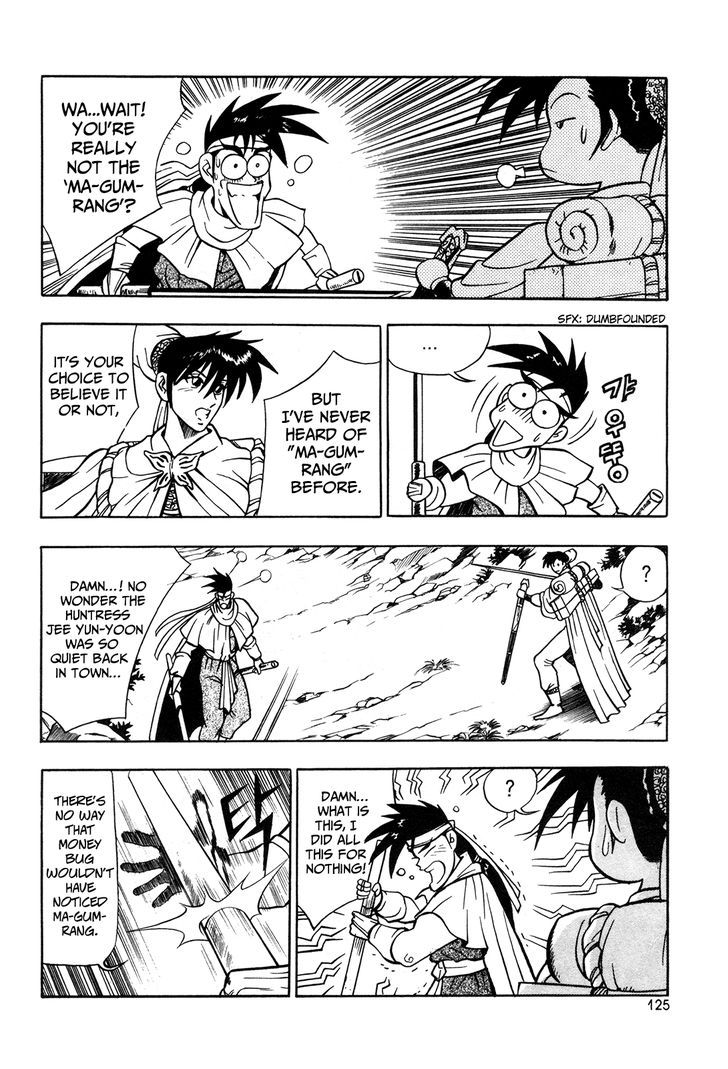 WA...WAIT!
YOU'RE
REALLY
NOT THE
'MA-GUM-
RANG'?
SFX: DUMBFOUNDED
IT'S YOUR
CHOICE TO
BELIEVE IT
OR NOT,
BUT
I'VE NEVER
HEARD OF
"MA-GUM-
RANG"
BEFORE.
...
갸
우
뚱
DAMN...! NO
WONDER THE
HUNTRESS
JEE YUN-YOON
WAS SO
QUIET BACK
IN TOWN...
?
THERE'S
NO WAY
THAT
MONEY
BUG
WOULDN'T
HAVE
NOTICED
MA-GUM-
RANG.
DAMN...
WHAT IS
THIS, I
DID ALL
THIS FOR
NOTHING!
?
125